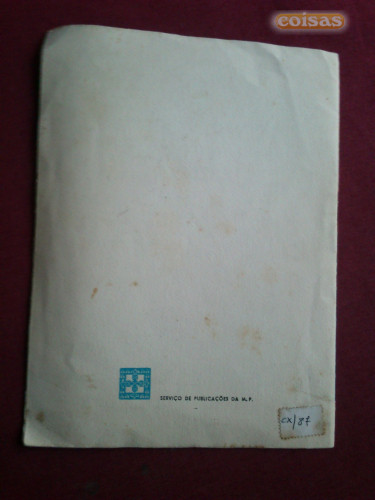 coisas
SERVIÇO DE PUBLICAÇÕES DA M. P.
CX/87